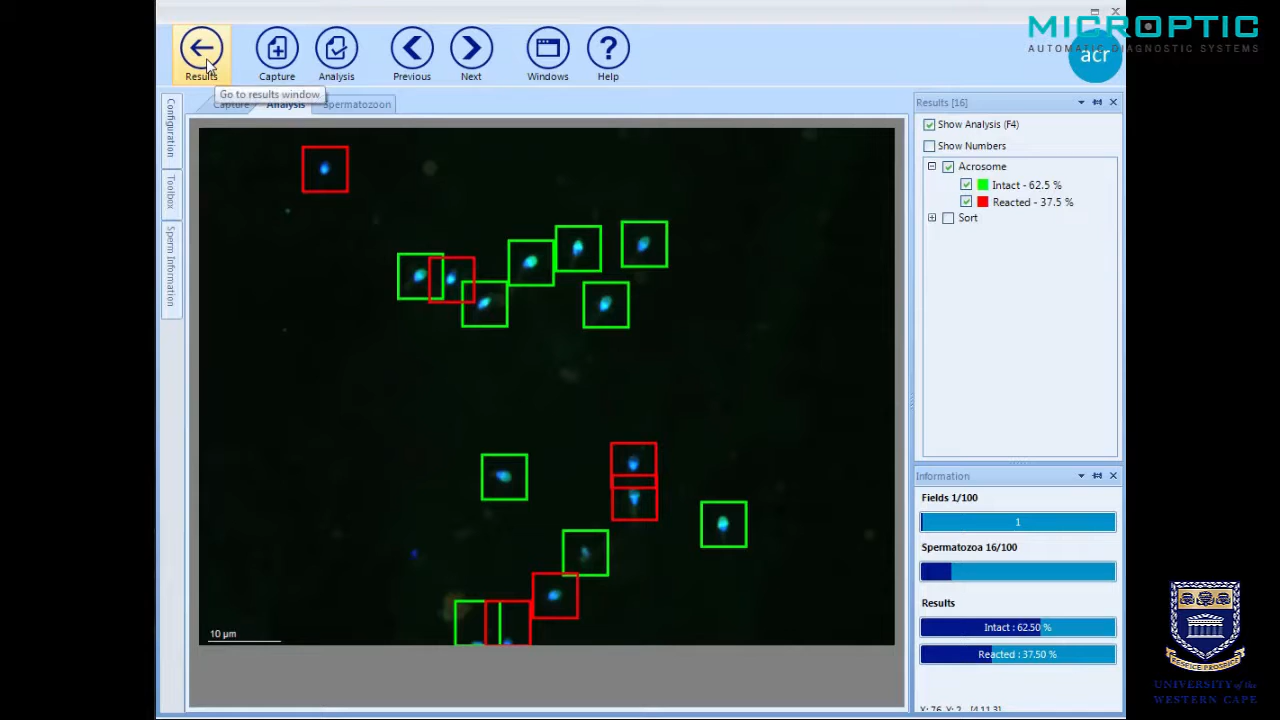 MICROPTIC
AUTOMATIC DIAGNOSTIC SYSTEMS
acr
Results
Capture
Analysis
Previous
Next
Windows
Help
Go to results window
Capture
Analysis
Spermatozoon
Configuration
Toolbox
Sperm Information
10 µm
Results [16]
Show Analysis (F4)
Show Numbers
Acrosome
Intact - 62.5 %
Reacted - 37.5 %
Sort
Information
Fields 1/100
1
Spermatozoa 16/100
Results
Intact : 62.50 %
Reacted : 37.50 %
RESPICE PROSPICE
UNIVERSITY of the
WESTERN CAPE